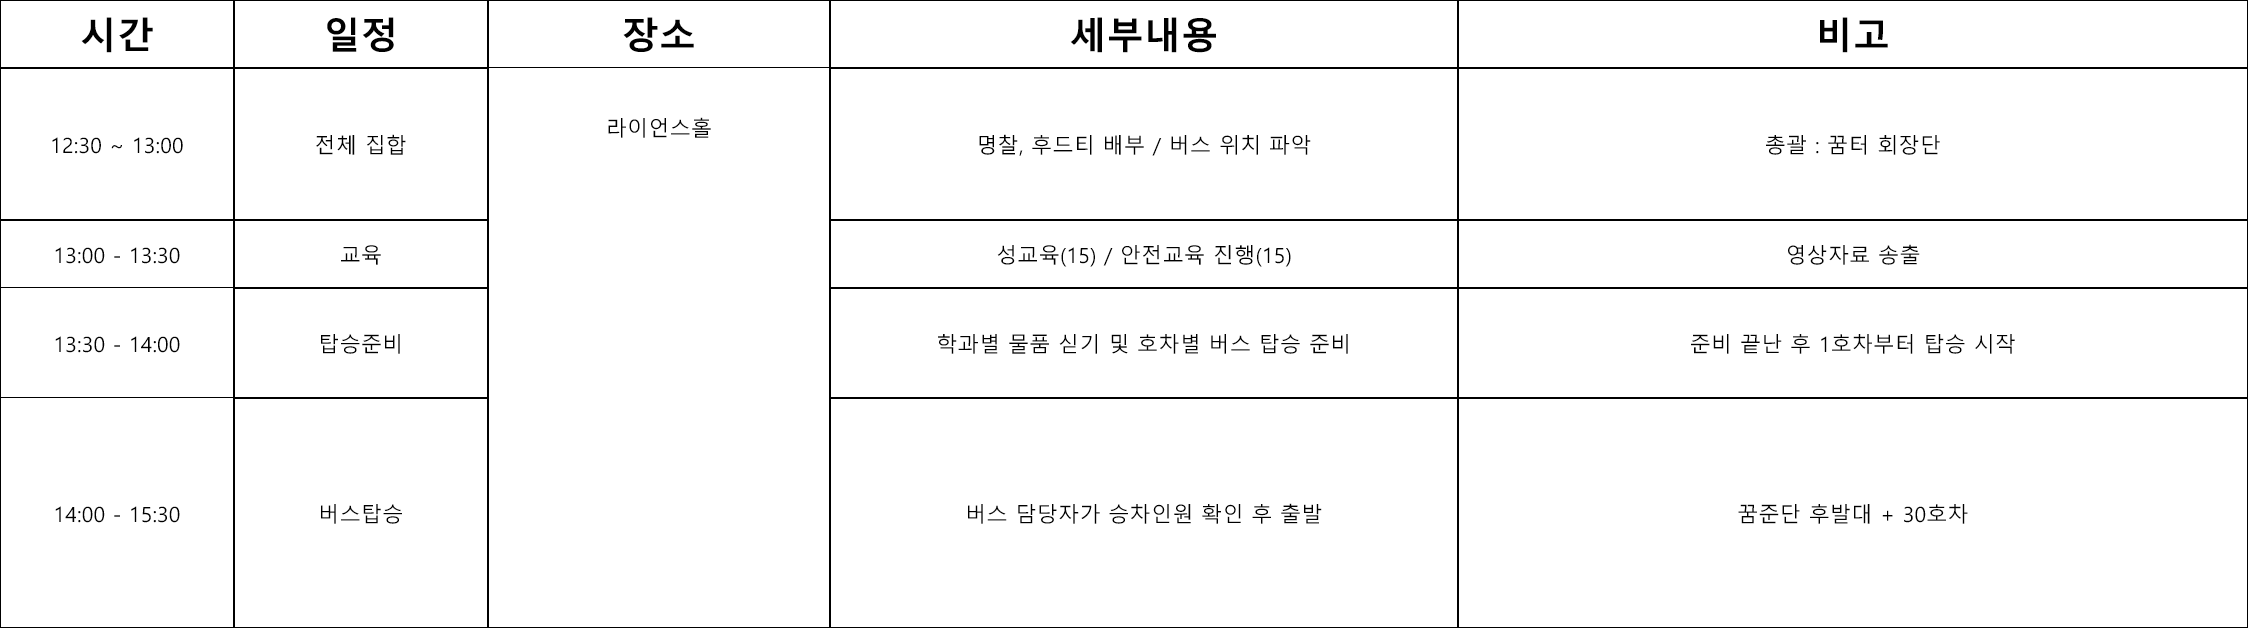 시간 일정 장소 세부내용 비고
12:30 ~ 13:00 전체 집합 라이언스홀 명찰, 후드티 배부 / 버스 위치 파악 총괄 : 꿈터 회장단
13:00 - 13:30 교육 성교육(15) / 안전교육 진행(15) 영상자료 송출
13:30 - 14:00 탑승준비 학과별 물품 싣기 및 호차별 버스 탑승 준비 준비 끝난 후 1호차부터 탑승 시작
14:00 - 15:30 버스탑승 버스 담당자가 승차인원 확인 후 출발 꿈준단 후발대 + 30호차